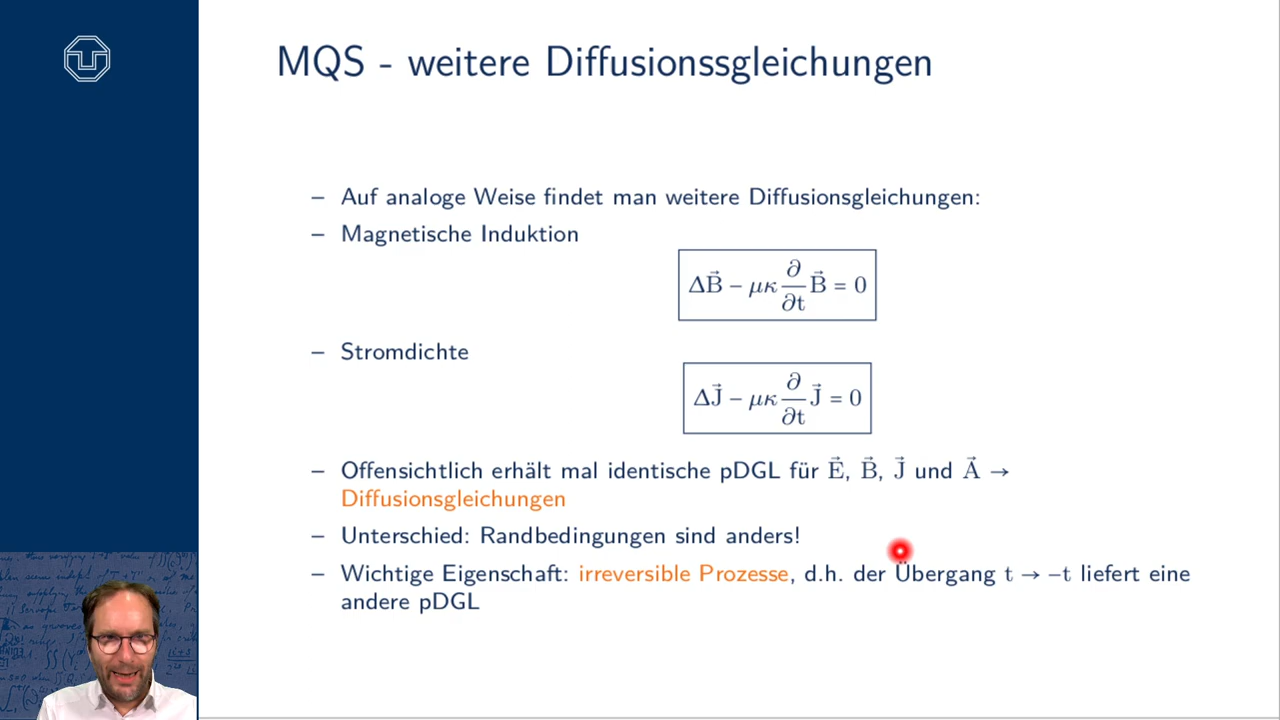 MQS - weitere Diffusionssgleichungen
– Auf analoge Weise findet man weitere Diffusionsgleichungen:
– Magnetische Induktion
ΔB⃗ – μκ ∂/∂t B⃗ = 0
– Stromdichte
ΔJ⃗ – μκ ∂/∂t J⃗ = 0
– Offensichtlich erhält mal identische pDGL für E⃗, B⃗, J⃗ und A⃗ →
Diffusionsgleichungen
– Unterschied: Randbedingungen sind anders!
– Wichtige Eigenschaft: irreversible Prozesse, d.h. der Übergang t → –t liefert eine
andere pDGL